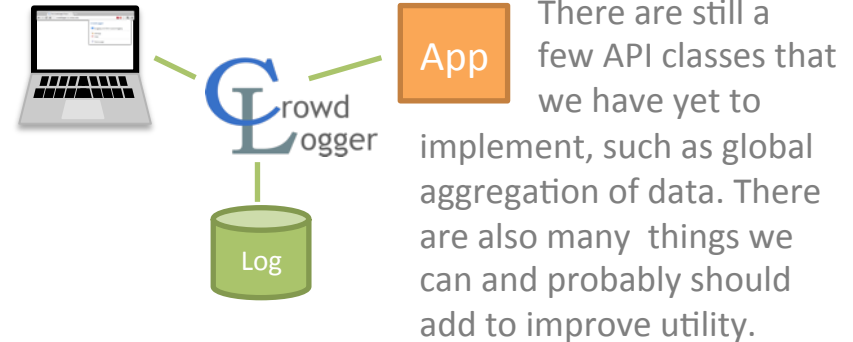 There are still a
App
few API classes that
Crowd
we have yet to
Logger
implement, such as global
aggregation of data. There
are also many things we
Log
can and probably should
add to improve utility.